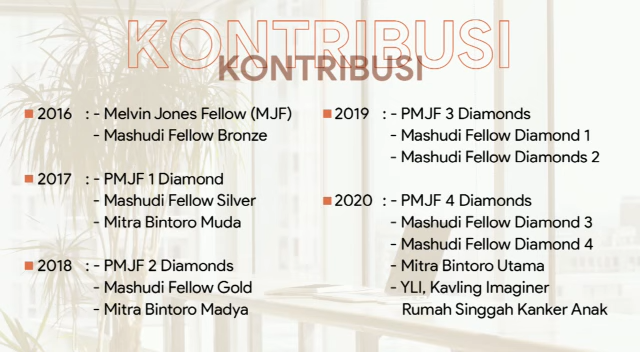 KONTRIBUSI
KONTRIBUSI
2016 : - Melvin Jones Fellow (MJF)
- Mashudi Fellow Bronze
2017 : - PMJF 1 Diamond
- Mashudi Fellow Silver
- Mitra Bintoro Muda
2018 : - PMJF 2 Diamonds
- Mashudi Fellow Gold
- Mitra Bintoro Madya
2019 : - PMJF 3 Diamonds
- Mashudi Fellow Diamond 1
- Mashudi Fellow Diamonds 2
2020 : - PMJF 4 Diamonds
- Mashudi Fellow Diamond 3
- Mashudi Fellow Diamond 4
- Mitra Bintoro Utama
- YLI, Kavling Imaginer
Rumah Singgah Kanker Anak